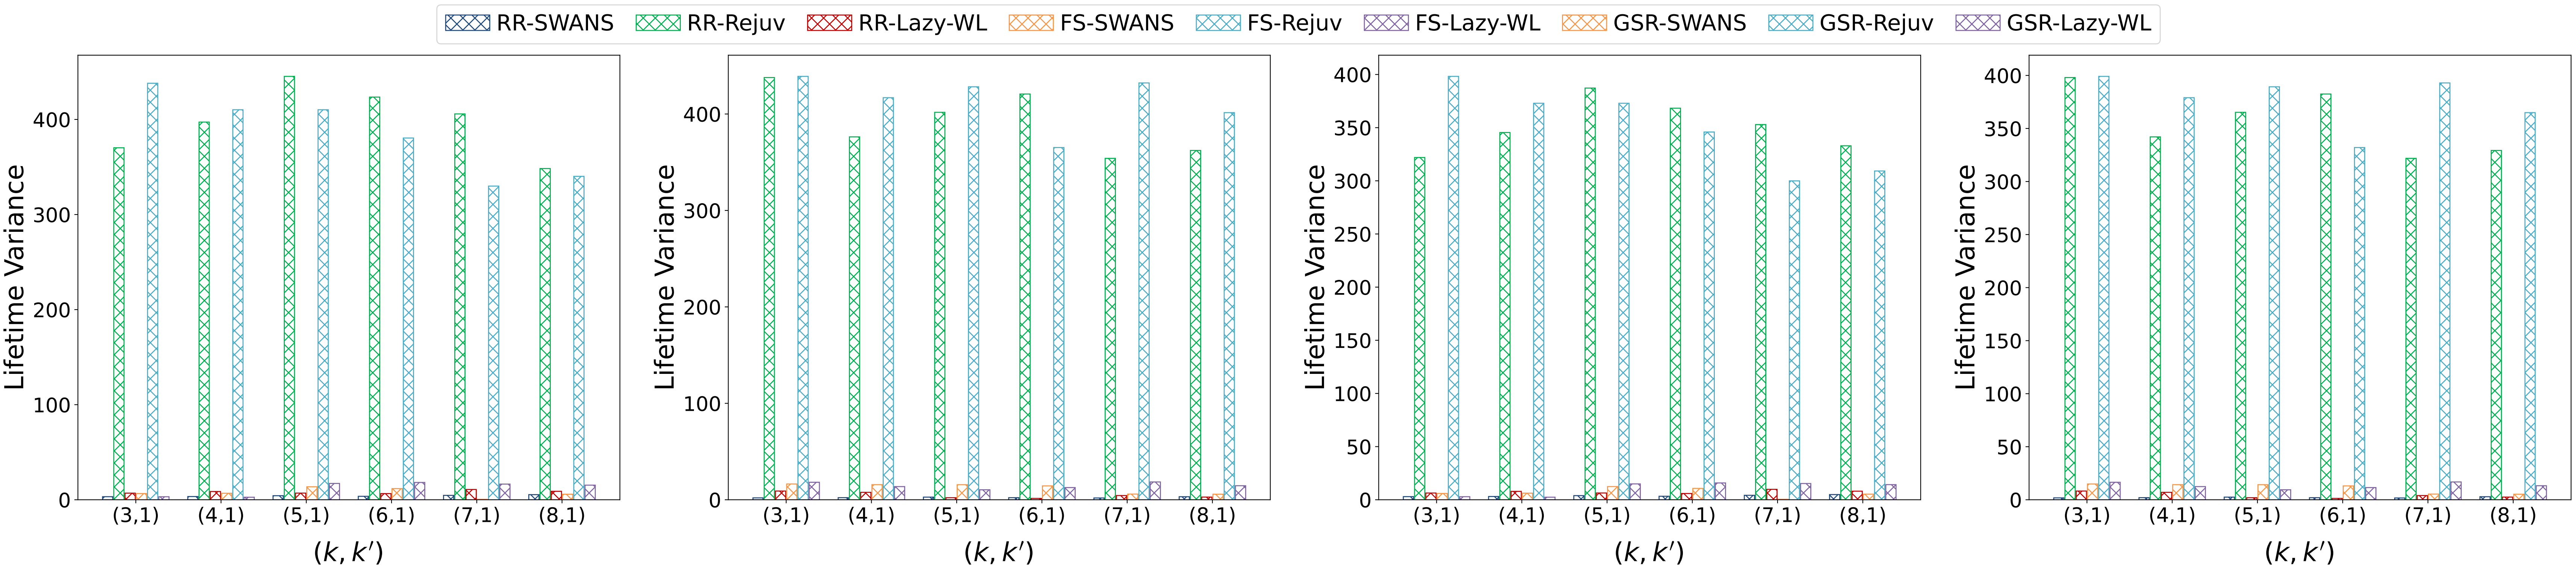 RR-SWANS RR-Rejuv RR-Lazy-WL FS-SWANS FS-Rejuv FS-Lazy-WL GSR-SWANS GSR-Rejuv GSR-Lazy-WL
Lifetime Variance
400
300
200
100
0
(3,1) (4,1) (5,1) (6,1) (7,1) (8,1)
(k, k′)
Lifetime Variance
400
300
200
100
0
(3,1) (4,1) (5,1) (6,1) (7,1) (8,1)
(k, k′)
Lifetime Variance
400
350
300
250
200
150
100
50
0
(3,1) (4,1) (5,1) (6,1) (7,1) (8,1)
(k, k′)
Lifetime Variance
400
350
300
250
200
150
100
50
0
(3,1) (4,1) (5,1) (6,1) (7,1) (8,1)
(k, k′)